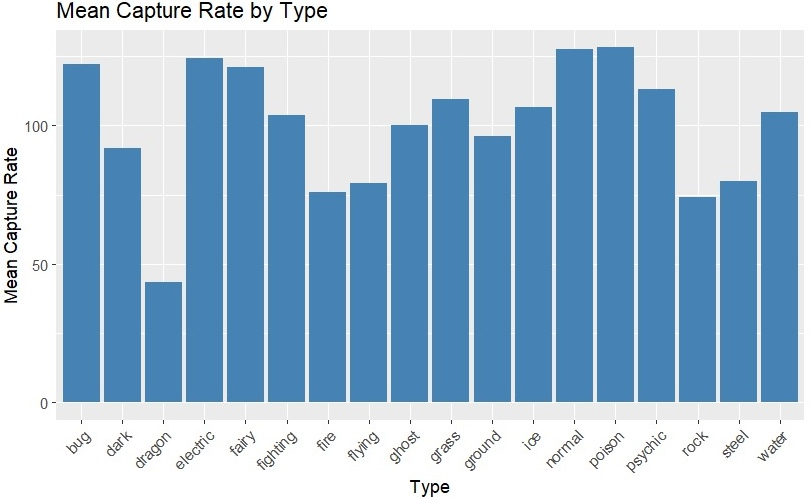 Mean Capture Rate by Type
Mean Capture Rate
100
50
0
bug
dark
dragon
electric
fairy
fighting
fire
flying
ghost
grass
ground
ice
normal
poison
psychic
rock
steel
water
Type